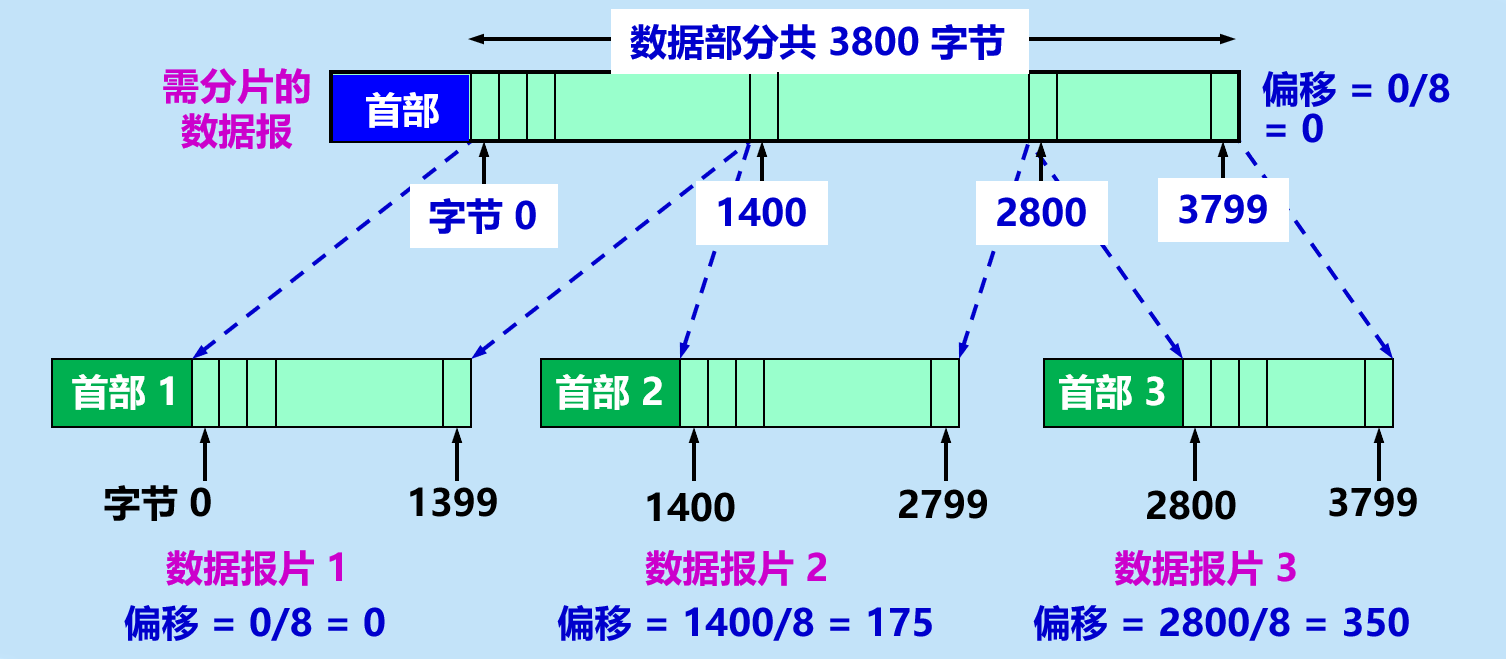 数据部分共 3800 字节
需分片的
数据报
首部
偏移 = 0/8
= 0
字节 0
1400
2800
3799
首部 1
首部 2
首部 3
字节 0
1399
1400
2799
2800
3799
数据报片 1
数据报片 2
数据报片 3
偏移 = 0/8 = 0
偏移 = 1400/8 = 175
偏移 = 2800/8 = 350